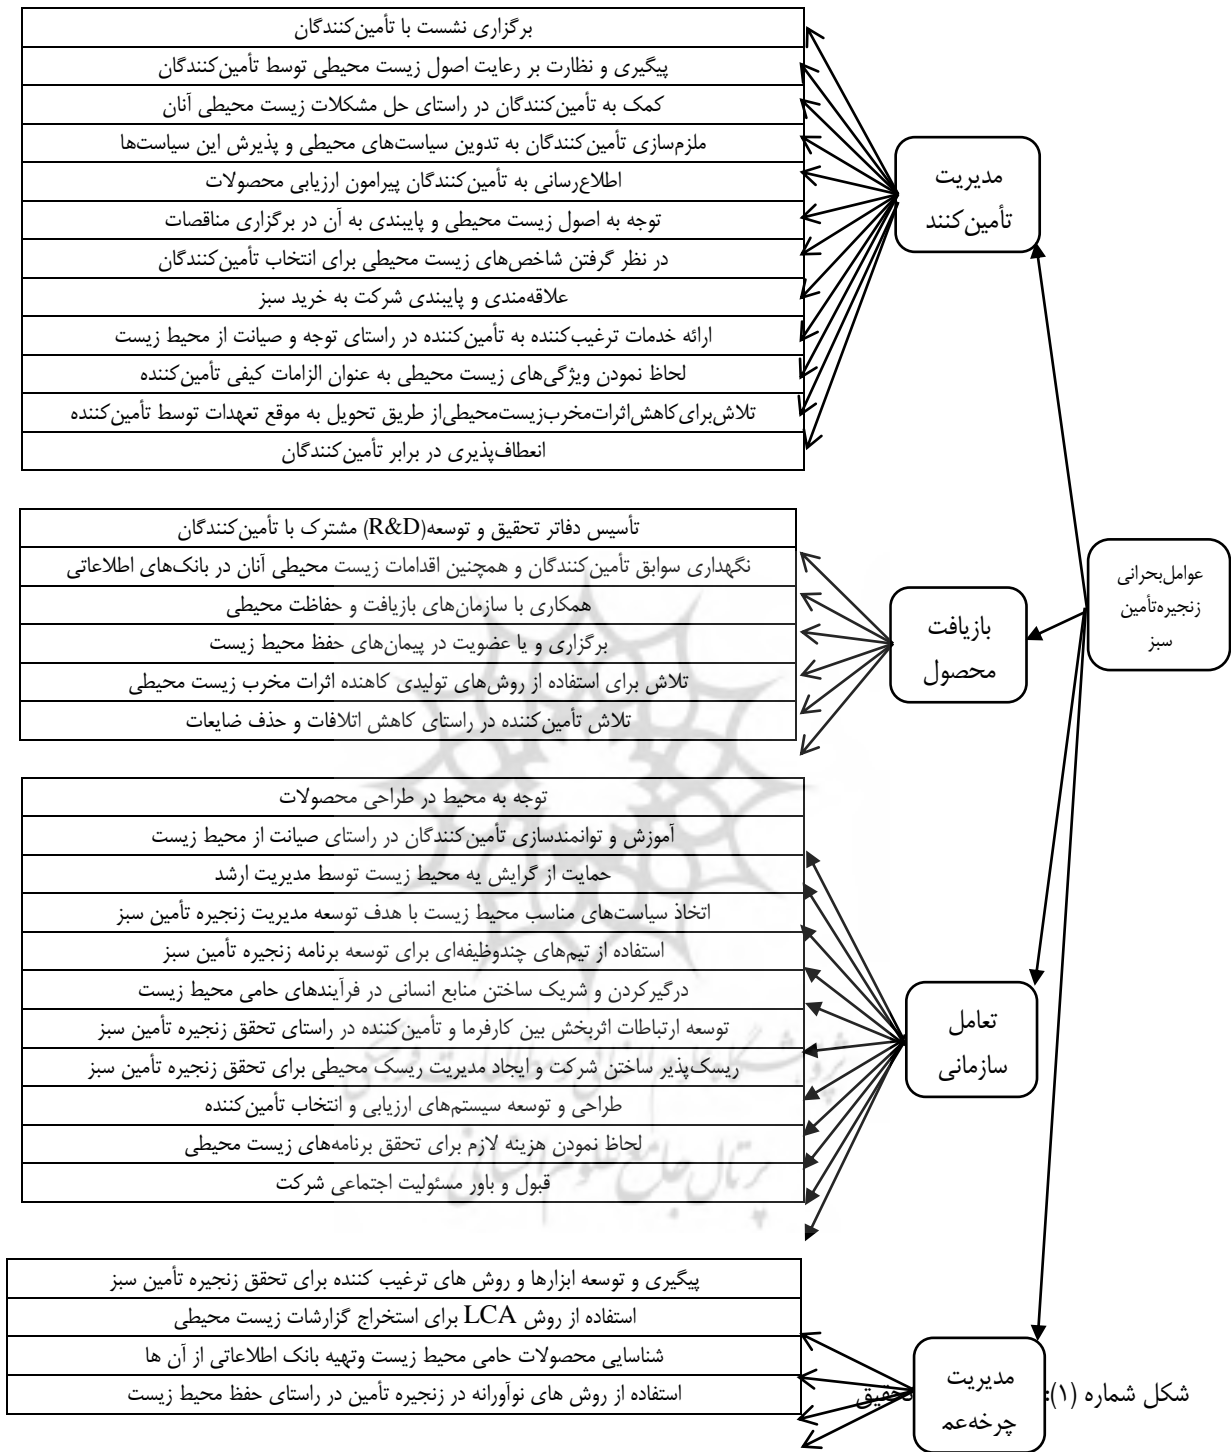 برگزاری نشست با تأمین‌کنندگان
پیگیری و نظارت بر رعایت اصول زیست محیطی توسط تأمین‌کنندگان
کمک به تأمین‌کنندگان در راستای حل مشکلات زیست محیطی آنان
ملزم‌سازی تأمین‌کنندگان به تدوین سیاست‌های محیطی و پذیرش این سیاست‌ها
اطلاع‌رسانی به تأمین‌کنندگان پیرامون ارزیابی محصولات
توجه به اصول زیست محیطی و پایبندی به آن در برگزاری مناقصات
در نظر گرفتن شاخص‌های زیست محیطی برای انتخاب تأمین‌کنندگان
علاقه‌مندی و پایبندی شرکت به خرید سبز
ارائه خدمات ترغیب‌کننده به تأمین‌کننده در راستای توجه و صیانت از محیط زیست
لحاظ نمودن ویژگی‌های زیست محیطی به عنوان الزامات کیفی تأمین‌کننده
تلاش‌برای‌کاهش‌اثرات‌مخرب‌زیست‌محیطی‌از طریق تحویل به موقع تعهدات توسط تأمین‌کننده
انعطاف‌پذیری در برابر تأمین‌کنندگان
مدیریت
تأمین‌کنند
تأسیس دفاتر تحقیق و توسعه(R&D) مشترک با تأمین‌کنندگان
نگهداری سوابق تأمین‌کنندگان و همچنین اقدامات زیست محیطی آنان در بانک‌های اطلاعاتی
همکاری با سازمان‌های بازیافت و حفاظت محیطی
برگزاری و یا عضویت در پیمان‌های حفظ محیط زیست
تلاش برای استفاده از روش‌های تولیدی کاهنده اثرات مخرب زیست محیطی
تلاش تأمین‌کننده در راستای کاهش اتلافات و حذف ضایعات
بازیافت
محصول
عوامل‌بحرانی
زنجیره‌تأمین
سبز
توجه به محیط در طراحی محصولات
آموزش و توانمندسازی تأمین‌کنندگان در راستای صیانت از محیط زیست
حمایت از گرایش یه محیط زیست توسط مدیریت ارشد
اتخاذ سیاست‌های مناسب محیط زیست با هدف توسعه مدیریت زنجیره تأمین سبز
استفاده از تیم‌های چندوظیفه‌ای برای توسعه برنامه زنجیره تأمین سبز
درگیرکردن و شریک ساختن منابع انسانی در فرآیندهای حامی محیط زیست
توسعه ارتباطات اثربخش بین کارفرما و تأمین‌کننده در راستای تحقق زنجیره تأمین سبز
ریسک‌پذیر ساختن شرکت و ایجاد مدیریت ریسک محیطی برای تحقق زنجیره تأمین سبز
طراحی و توسعه سیستم‌های ارزیابی و انتخاب تأمین‌کننده
لحاظ نمودن هزینه لازم برای تحقق برنامه‌های زیست محیطی
قبول و باور مسئولیت اجتماعی شرکت
تعامل
سازمانی
پژوهشگاه علوم انسانی و مطالعات فرهنگی
پرتال جامع علوم انسانی
پیگیری و توسعه ابزارها و روش های ترغیب کننده برای تحقق زنجیره تأمین سبز
استفاده از روش LCA برای استخراج گزارشات زیست محیطی
شناسایی محصولات حامی محیط زیست وتهیه بانک اطلاعاتی از آن ها
استفاده از روش های نوآورانه در زنجیره تأمین در راستای حفظ محیط زیست
مدیریت
چرخه‌عم
شکل شماره (۱): تحقیق